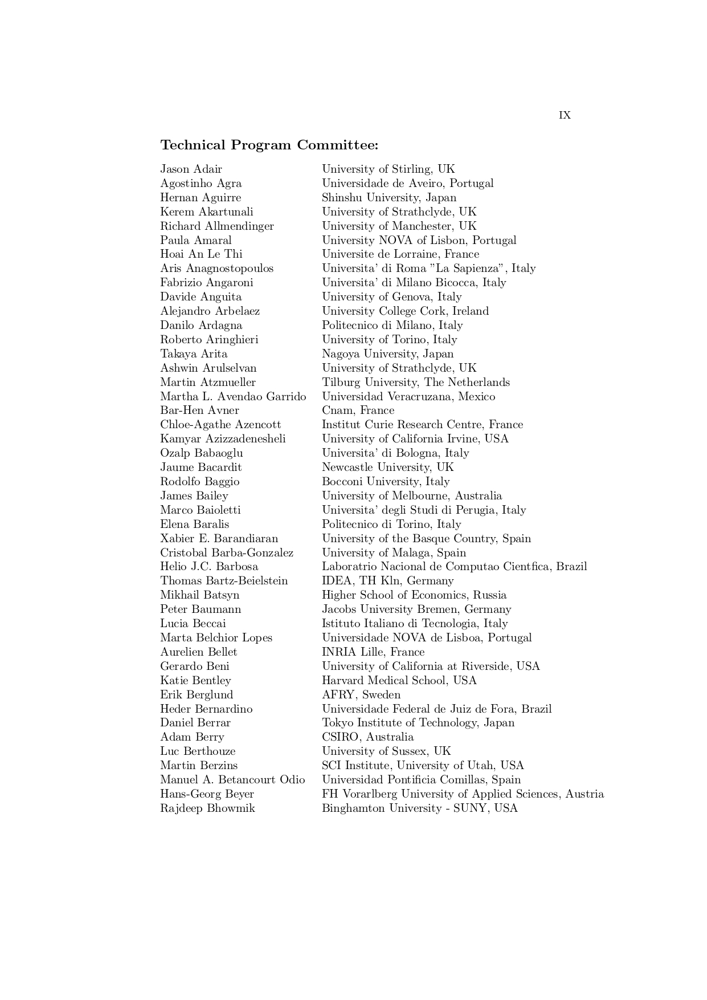 IX
Technical Program Committee:
Jason Adair University of Stirling, UK
Agostinho Agra Universidade de Aveiro, Portugal
Hernan Aguirre Shinshu University, Japan
Kerem Akartunali University of Strathclyde, UK
Richard Allmendinger University of Manchester, UK
Paula Amaral University NOVA of Lisbon, Portugal
Hoai An Le Thi Universite de Lorraine, France
Aris Anagnostopoulos Universita' di Roma ”La Sapienza”, Italy
Fabrizio Angaroni Universita' di Milano Bicocca, Italy
Davide Anguita University of Genova, Italy
Alejandro Arbelaez University College Cork, Ireland
Danilo Ardagna Politecnico di Milano, Italy
Roberto Aringhieri University of Torino, Italy
Takaya Arita Nagoya University, Japan
Ashwin Arulselvan University of Strathclyde, UK
Martin Atzmueller Tilburg University, The Netherlands
Martha L. Avendao Garrido Universidad Veracruzana, Mexico
Bar-Hen Avner Cnam, France
Chloe-Agathe Azencott Institut Curie Research Centre, France
Kamyar Azizzadenesheli University of California Irvine, USA
Ozalp Babaoglu Universita' di Bologna, Italy
Jaume Bacardit Newcastle University, UK
Rodolfo Baggio Bocconi University, Italy
James Bailey University of Melbourne, Australia
Marco Baioletti Universita' degli Studi di Perugia, Italy
Elena Baralis Politecnico di Torino, Italy
Xabier E. Barandiaran University of the Basque Country, Spain
Cristobal Barba-Gonzalez University of Malaga, Spain
Helio J.C. Barbosa Laboratrio Nacional de Computao Cientfica, Brazil
Thomas Bartz-Beielstein IDEA, TH Kln, Germany
Mikhail Batsyn Higher School of Economics, Russia
Peter Baumann Jacobs University Bremen, Germany
Lucia Beccai Istituto Italiano di Tecnologia, Italy
Marta Belchior Lopes Universidade NOVA de Lisboa, Portugal
Aurelien Bellet INRIA Lille, France
Gerardo Beni University of California at Riverside, USA
Katie Bentley Harvard Medical School, USA
Erik Berglund AFRY, Sweden
Heder Bernardino Universidade Federal de Juiz de Fora, Brazil
Daniel Berrar Tokyo Institute of Technology, Japan
Adam Berry CSIRO, Australia
Luc Berthouze University of Sussex, UK
Martin Berzins SCI Institute, University of Utah, USA
Manuel A. Betancourt Odio Universidad Pontificia Comillas, Spain
Hans-Georg Beyer FH Vorarlberg University of Applied Sciences, Austria
Rajdeep Bhowmik Binghamton University - SUNY, USA